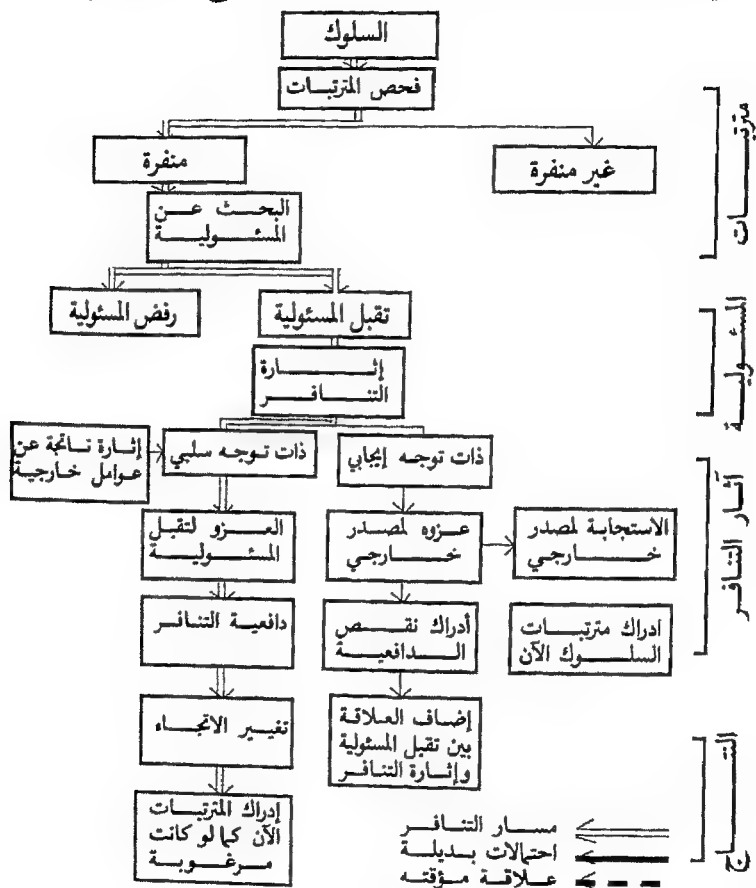 السلوك
فحص المترتبات
منفرة
غير منفرة
البحث عن
المسئولية
رفض المسئولية
تقبل المسئولية
إثارة
التنافر
إثارة ناتجة عن
عوامل خارجية
ذات توجه سلبي
ذات توجه إيجابي
العزو لتقبل
المسئولية
عزوه لمصدر
خارجي
الاستجابة لمصدر
خارجي
دافعية التنافر
أدراك نقص
الدافعية
ادراك مترتبات
السلوك الآن
تغيير الاتجاه
إضاف العلاقة
بين تقبل المسئولية
وإثارة التنافر
إدراك المترتبات
الآن كما لو كانت
مرغوبة
مسار التنافر
احتمالات بديلة
علاقة مؤقته
مترتبات
المسئولية
آثار التنافر
النتاج